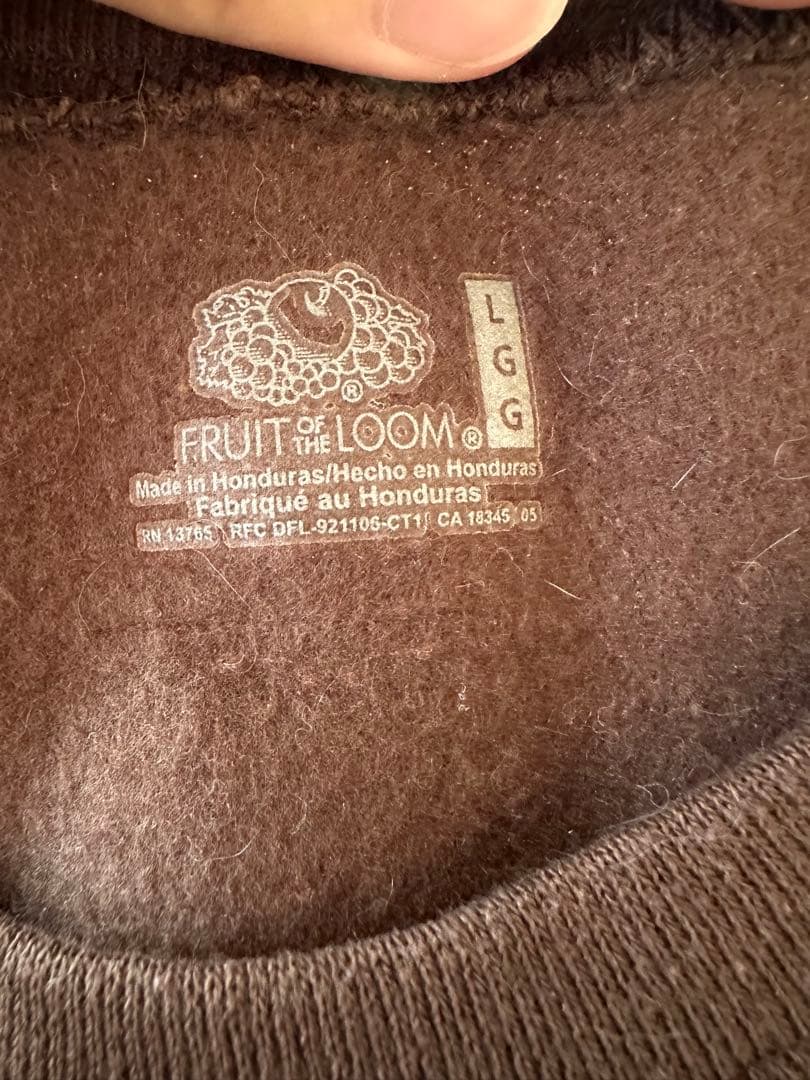 L
G
G
®
FRUIT OF THE LOOM®
Made in Honduras/Hecho en Honduras
Fabriqué au Honduras
RN 13765 RFC DFL-921106-CT1 CA 18345 05